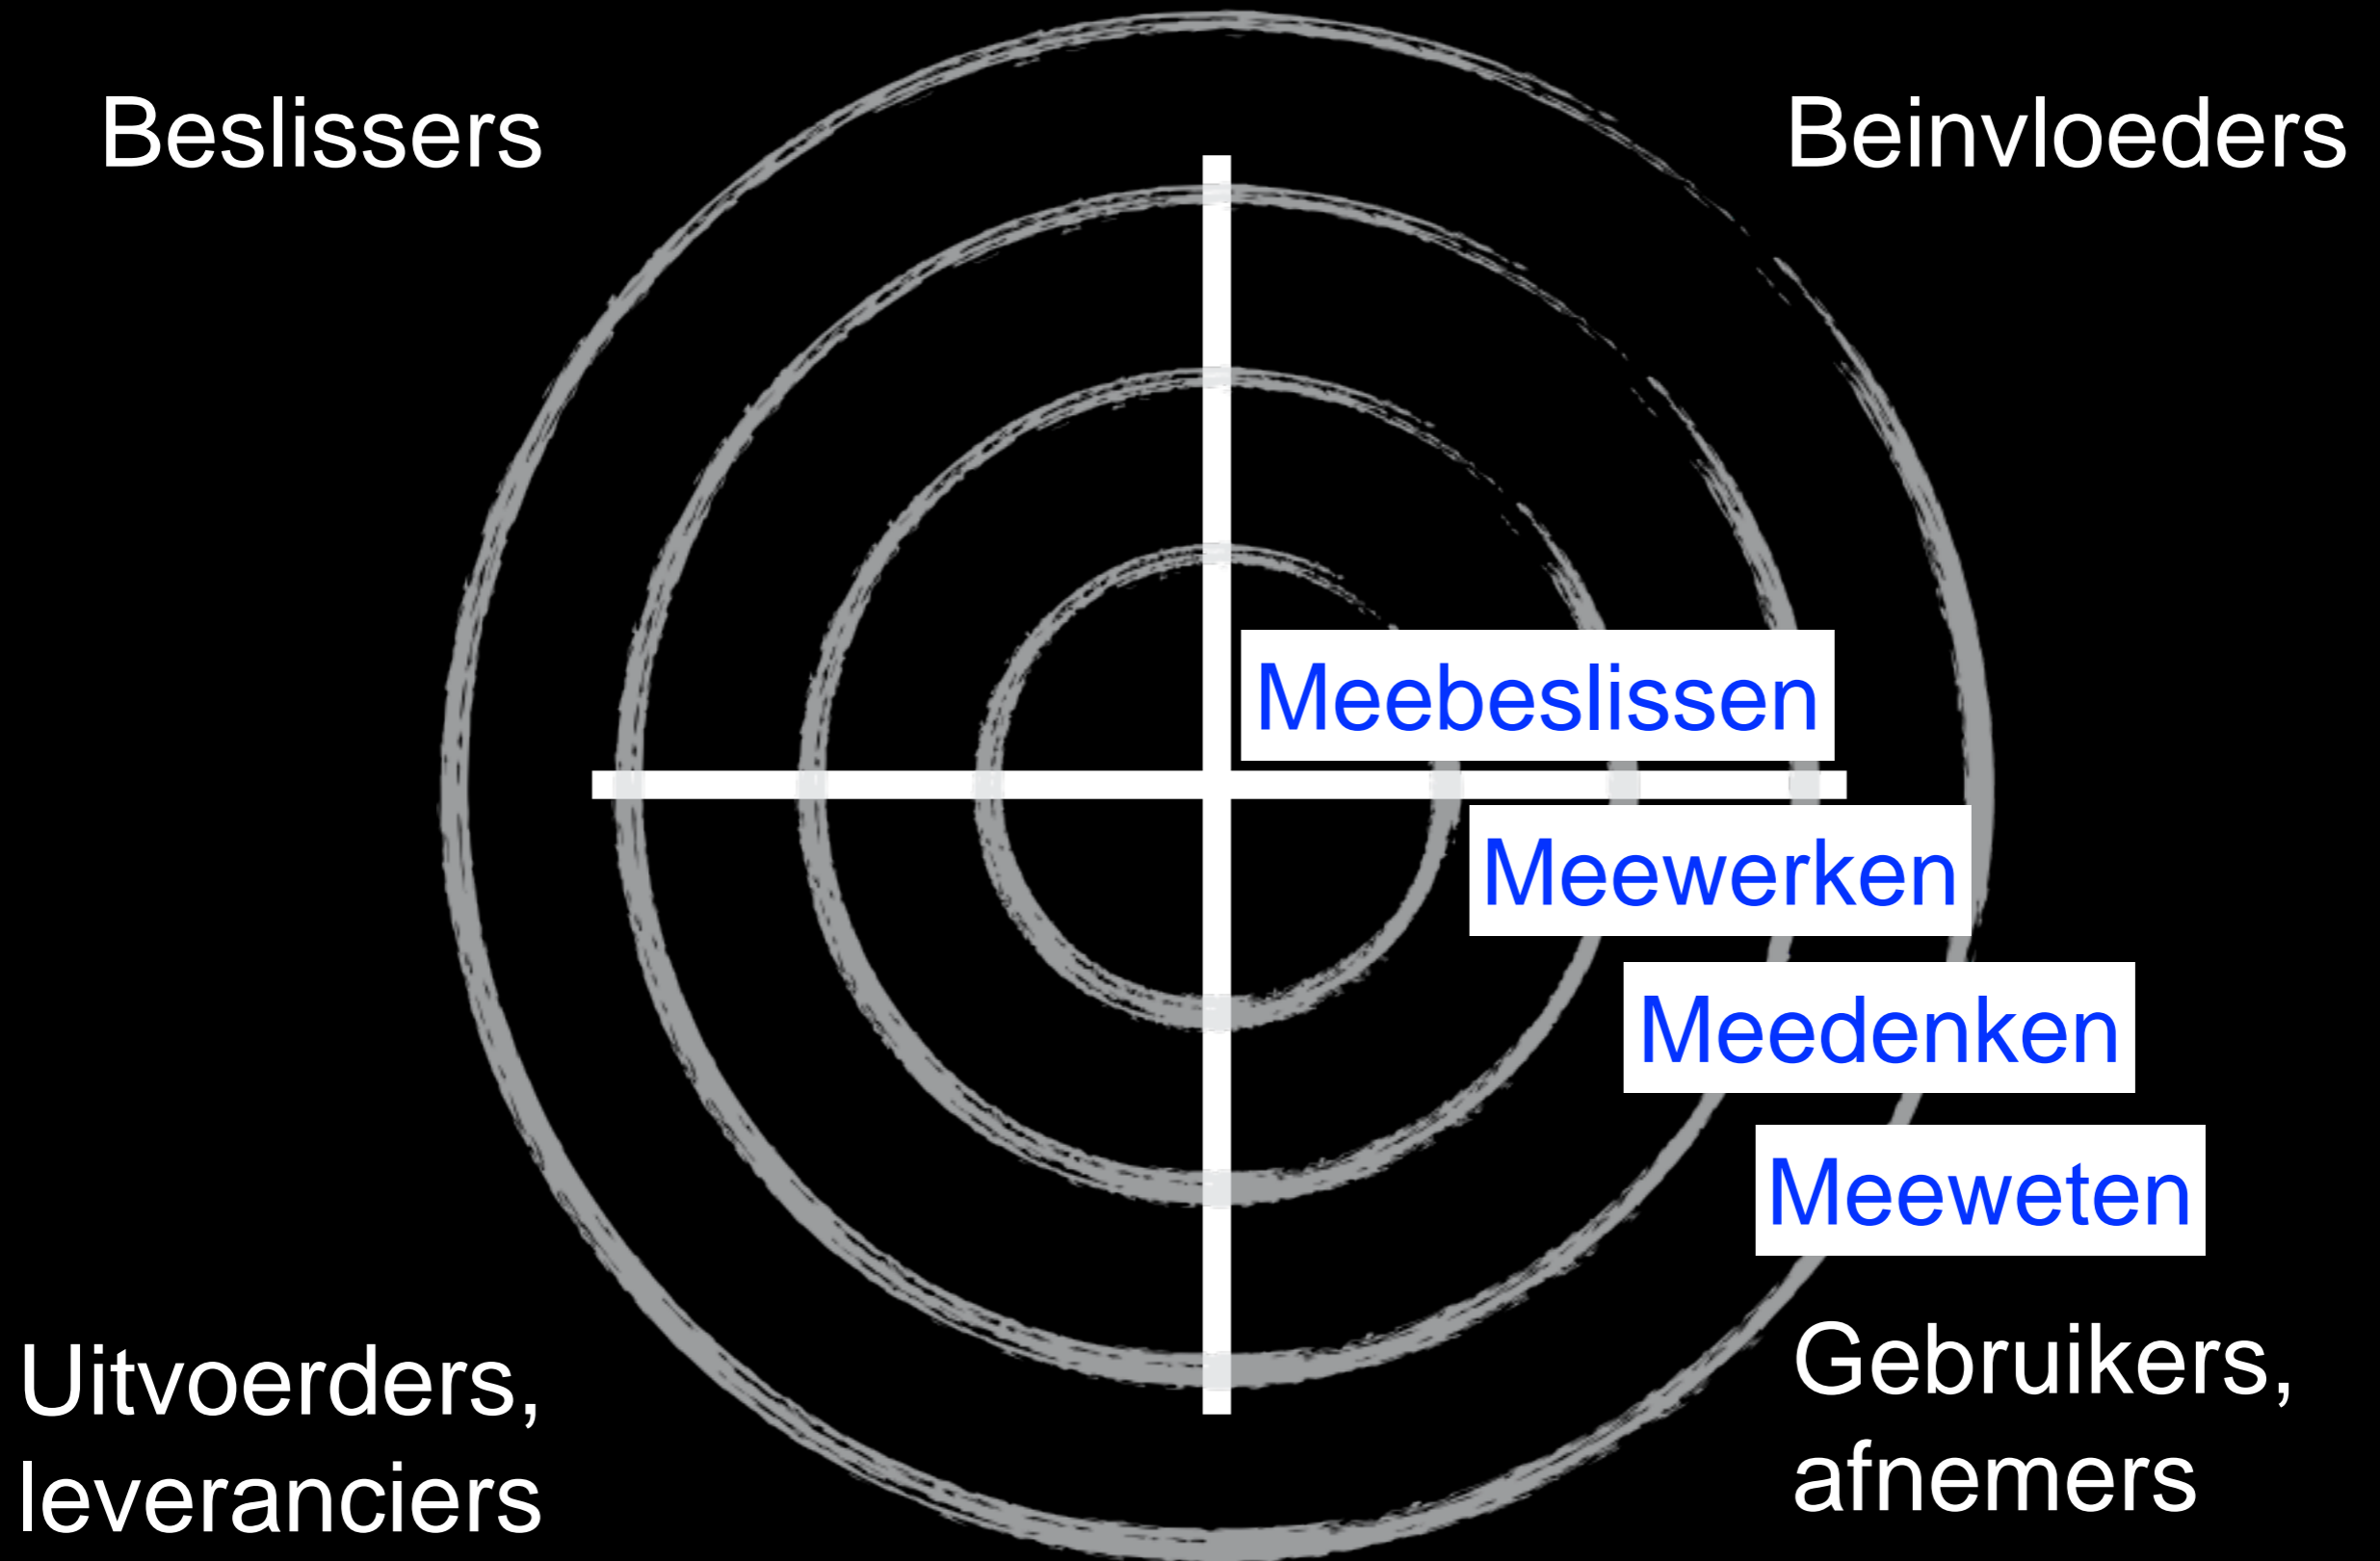 Beslissers
Beinvloeders
Meebeslissen
Meewerken
Meedenken
Meeweten
Uitvoerders,
leveranciers
Gebruikers,
afnemers